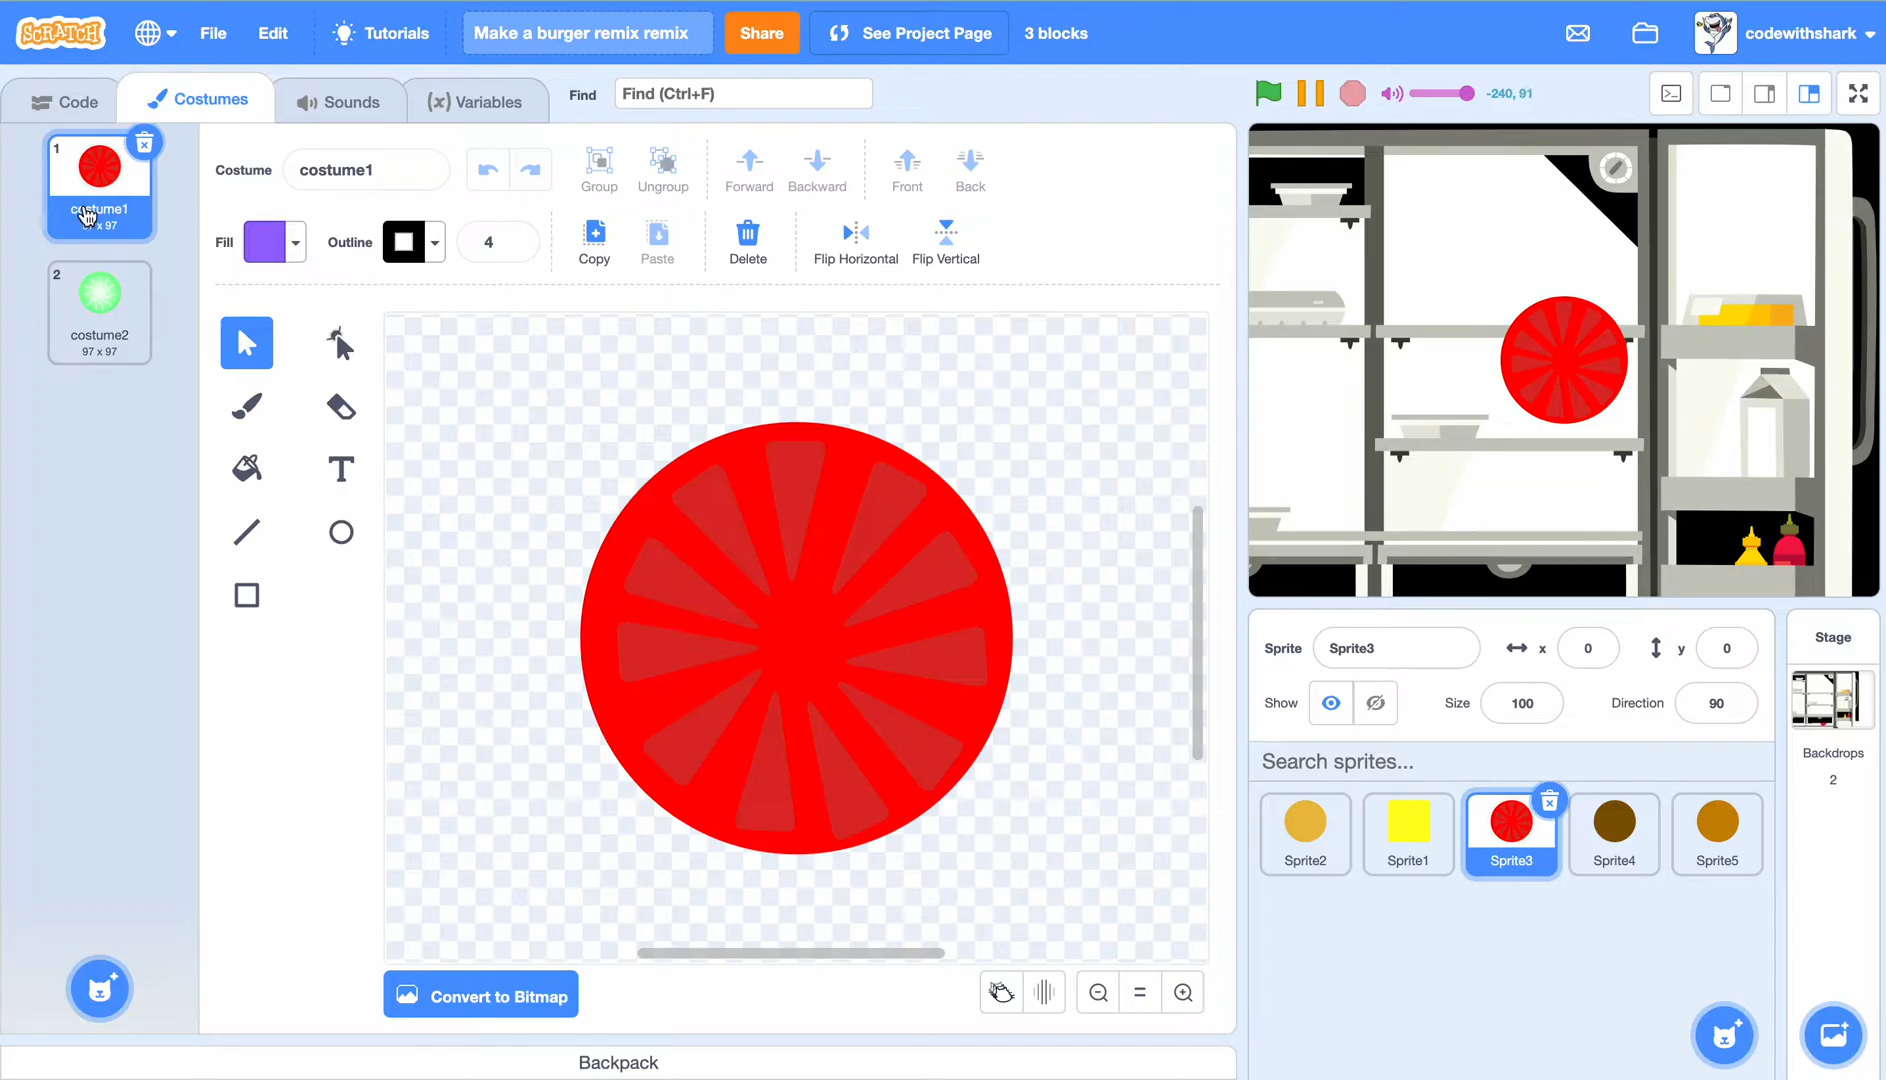 SCRATCH
File
Edit
Tutorials
Make a burger remix remix
Share
See Project Page
3 blocks
codewithshark
Code
Costumes
Sounds
(x) Variables
Find
Find (Ctrl+F)
-240, 91
1
costume1
97 x 97
2
costume2
97 x 97
Costume
costume1
Group
Ungroup
Forward
Backward
Front
Back
Fill
Outline
4
Copy
Paste
Delete
Flip Horizontal
Flip Vertical
T
Convert to Bitmap
Backpack
Sprite
Sprite3
x
0
y
0
Show
Size
100
Direction
90
Search sprites...
Sprite2
Sprite1
Sprite3
Sprite4
Sprite5
Stage
Backdrops
2